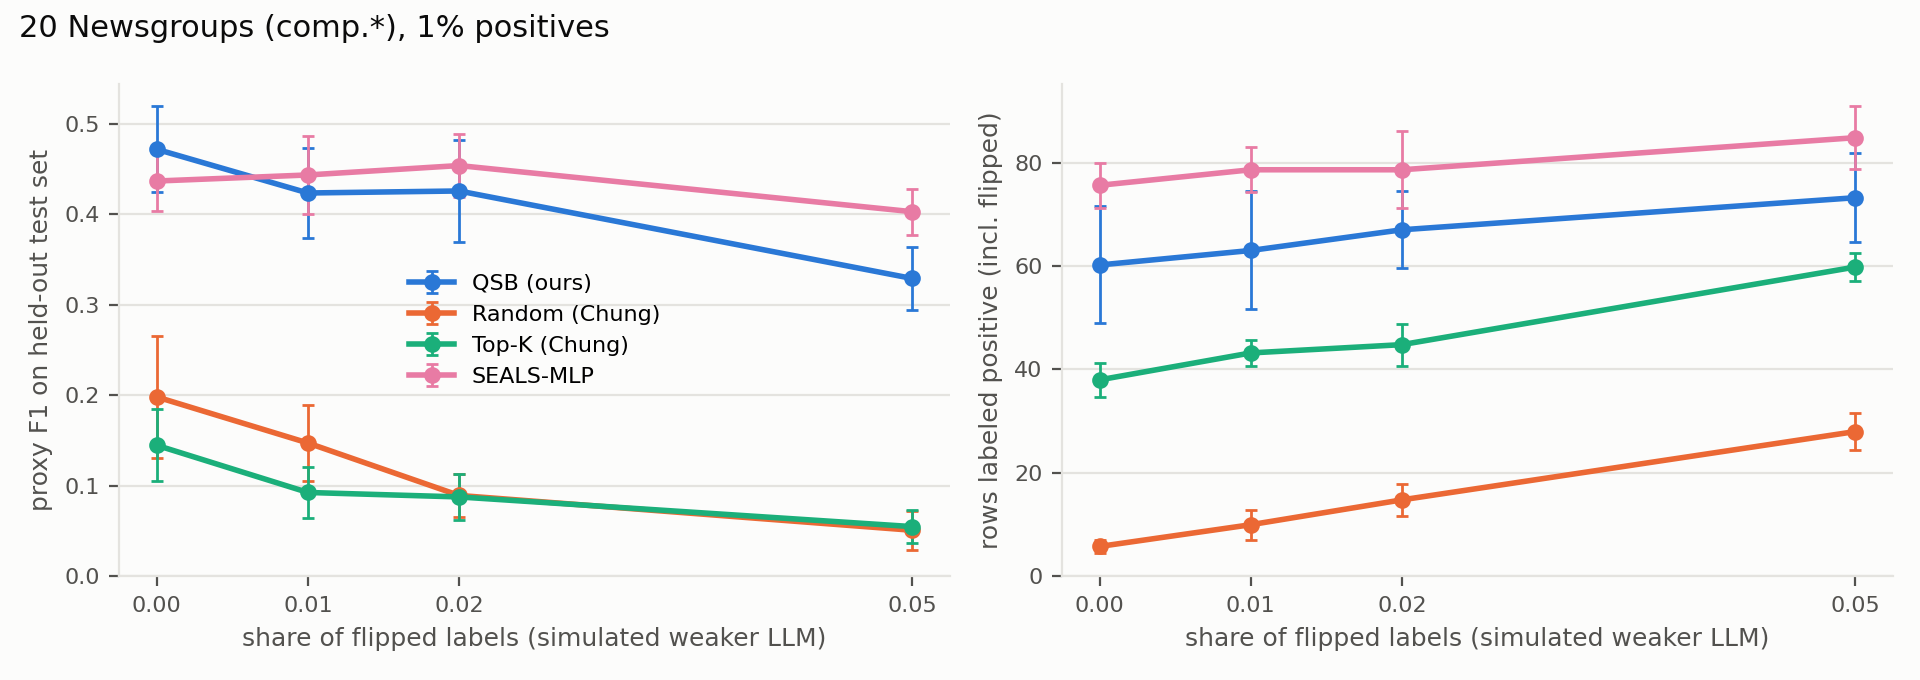 20 Newsgroups (comp.*), 1% positives
proxy F1 on held-out test set
0.5
0.4
0.3
0.2
0.1
0.0
QSB (ours)
Random (Chung)
Top-K (Chung)
SEALS-MLP
0.00 0.01 0.02 0.05
share of flipped labels (simulated weaker LLM)
rows labeled positive (incl. flipped)
80
60
40
20
0
0.00 0.01 0.02 0.05
share of flipped labels (simulated weaker LLM)